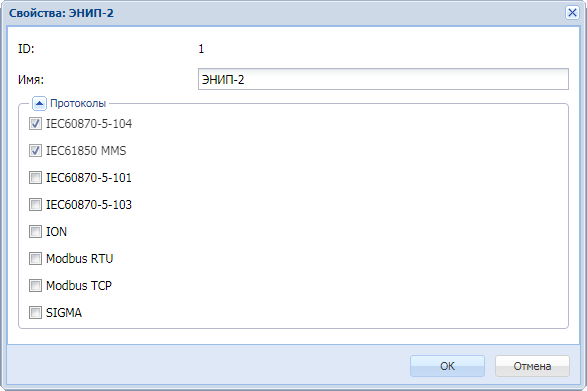 Свойства: ЭНИП-2
ID: 1
Имя: ЭНИП-2
Протоколы
IEC60870-5-104
IEC61850 MMS
IEC60870-5-101
IEC60870-5-103
ION
Modbus RTU
Modbus TCP
SIGMA
OK Отмена